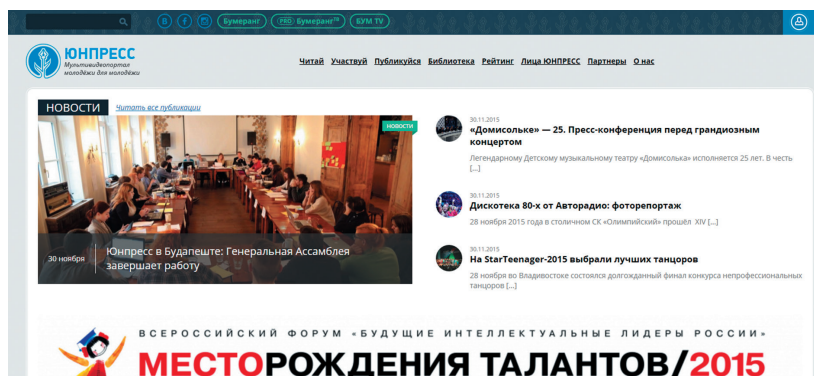 B f Бумеранг PRO Бумерангᴾᴿ БУМ TV
ЮНПРЕСС
Мультимедиапортал
молодёжи для молодёжи
Читай Участвуй Публикуйся Библиотека Рейтинг Лица ЮНПРЕСС Партнеры О нас
НОВОСТИ Читать все публикации
НОВОСТИ
30 ноября
Юнпресс в Будапеште: Генеральная Ассамблея
завершает работу
30.11.2015
«Домисольке» — 25. Пресс-конференция перед грандиозным
концертом
Легендарному Детскому музыкальному театру «Домисолька» исполняется 25 лет. В честь
[...]
30.11.2015
Дискотека 80-х от Авторадио: фоторепортаж
28 ноября 2015 года в столичном СК «Олимпийский» прошёл XIV [...]
30.11.2015
На StarTeenager-2015 выбрали лучших танцоров
28 ноября во Владивостоке состоялся долгожданный финал конкурса непрофессиональных
танцоров [...]
ВСЕРОССИЙСКИЙ ФОРУМ «БУДУЩИЕ ИНТЕЛЛЕКТУАЛЬНЫЕ ЛИДЕРЫ РОССИИ»
МЕСТОРОЖДЕНИЯ ТАЛАНТОВ/2015